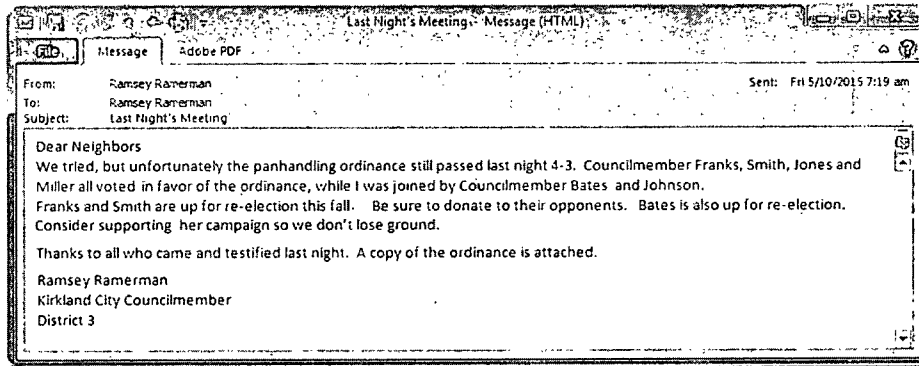 Last Night's Meeting - Message (HTML)
File Message Adobe PDF
From: Ramsey Ramerman Sent: Fri 5/10/2015 7:19 am
To: Ramsey Ramerman
Subject: Last Night's Meeting
Dear Neighbors
We tried, but unfortunately the panhandling ordinance still passed last night 4-3. Councilmember Franks, Smith, Jones and
Miller all voted in favor of the ordinance, while I was joined by Councilmember Bates and Johnson.
Franks and Smith are up for re-election this fall. Be sure to donate to their opponents. Bates is also up for re-election.
Consider supporting her campaign so we don't lose ground.
Thanks to all who came and testified last night. A copy of the ordinance is attached.
Ramsey Ramerman
Kirkland City Councilmember
District 3